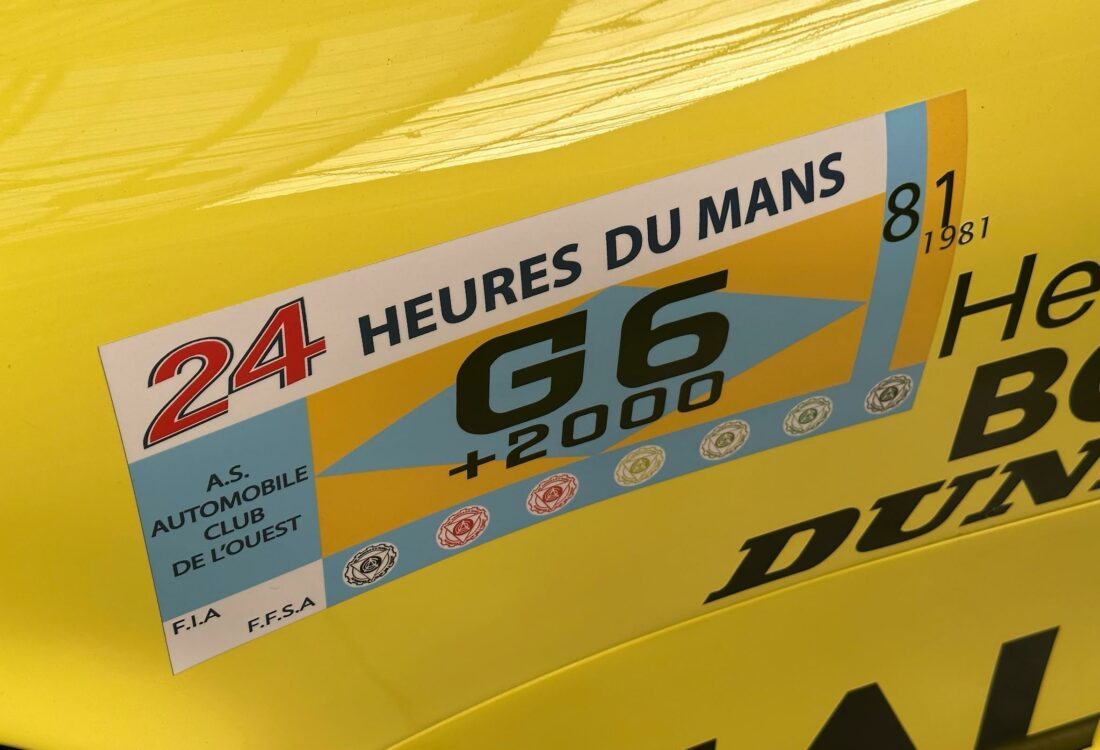 24 HEURES DU MANS
81
1981
G6
+2000
A.S.
AUTOMOBILE
CLUB
DE L'OUEST
F.I.A F.F.S.A